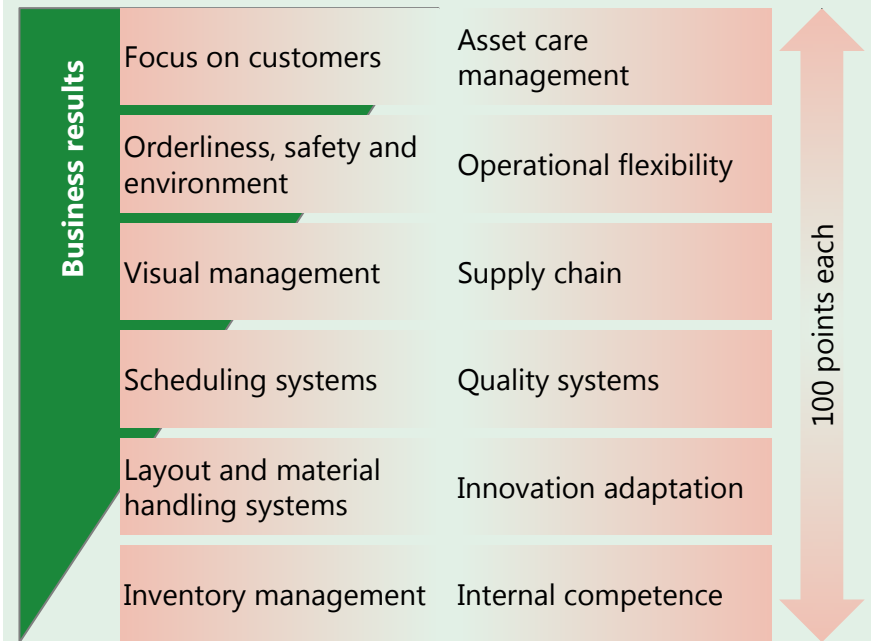 Business results
Focus on customers
Asset care
management
Orderliness, safety and
environment
Operational flexibility
Visual management
Supply chain
Scheduling systems
Quality systems
Layout and material
handling systems
Innovation adaptation
Inventory management
Internal competence
100 points each